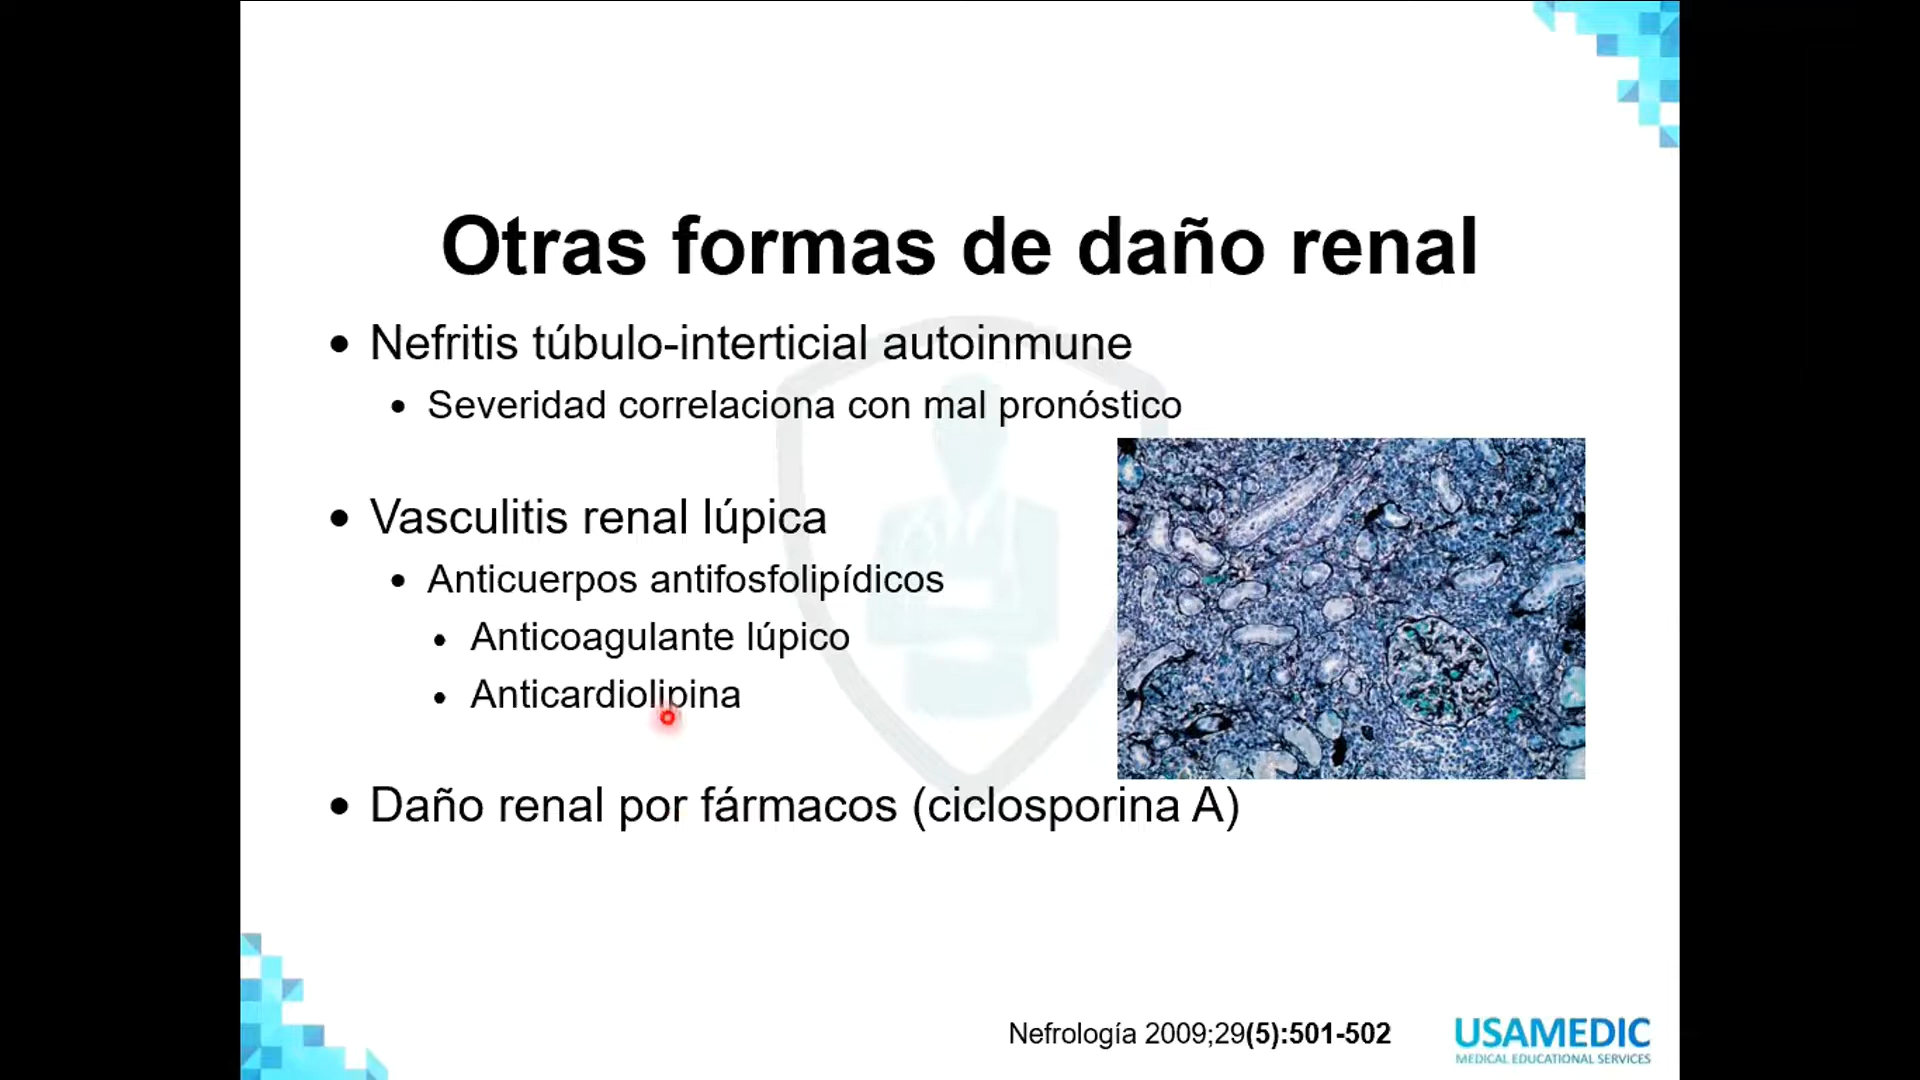 Otras formas de daño renal
• Nefritis túbulo-interticial autoinmune
• Severidad correlaciona con mal pronóstico
• Vasculitis renal lúpica
• Anticuerpos antifosfolipídicos
• Anticoagulante lúpico
• Anticardiolipina
• Daño renal por fármacos (ciclosporina A)
Nefrología 2009;29(5):501-502
USAMEDIC
MEDICAL EDUCATIONAL SERVICES